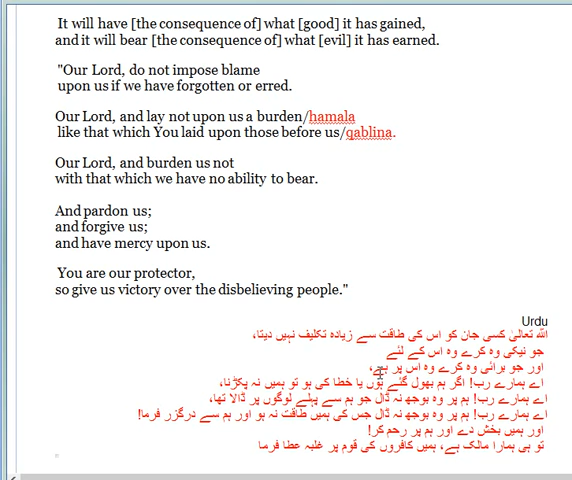 It will have [the consequence of] what [good] it has gained,
and it will bear [the consequence of] what [evil] it has earned.
"Our Lord, do not impose blame
upon us if we have forgotten or erred.
Our Lord, and lay not upon us a burden/hamala
like that which You laid upon those before us/qablina.
Our Lord, and burden us not
with that which we have no ability to bear.
And pardon us;
and forgive us;
and have mercy upon us.
You are our protector,
so give us victory over the disbelieving people."
Urdu
اللہ تعالیٰ کسی جان کو اس کی طاقت سے زیادہ تکلیف نہیں دیتا،
جو نیکی وہ کرے وہ اس کے لئے
اور جو برائی وہ کرے وہ اس پر ہے،
اے ہمارے رب! اگر ہم بھول گئے ہوں یا خطا کی ہو تو ہمیں نہ پکڑنا،
اے ہمارے رب! ہم پر وہ بوجھ نہ ڈال جو ہم سے پہلے لوگوں پر ڈالا تھا،
اے ہمارے رب! ہم پر وہ بوجھ نہ ڈال جس کی ہمیں طاقت نہ ہو اور ہم سے درگزر فرما!
اور ہمیں بخش دے اور ہم پر رحم کر!
تو ہی ہمارا مالک ہے، ہمیں کافروں کی قوم پر غلبہ عطا فرما